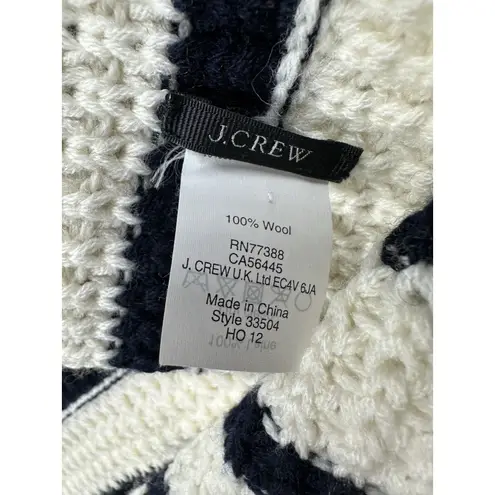 J.CREW
100% Wool
RN77388
CA56445
J. CREW U.K. Ltd EC4V 6JA
Made in China
Style 33504
HO 12